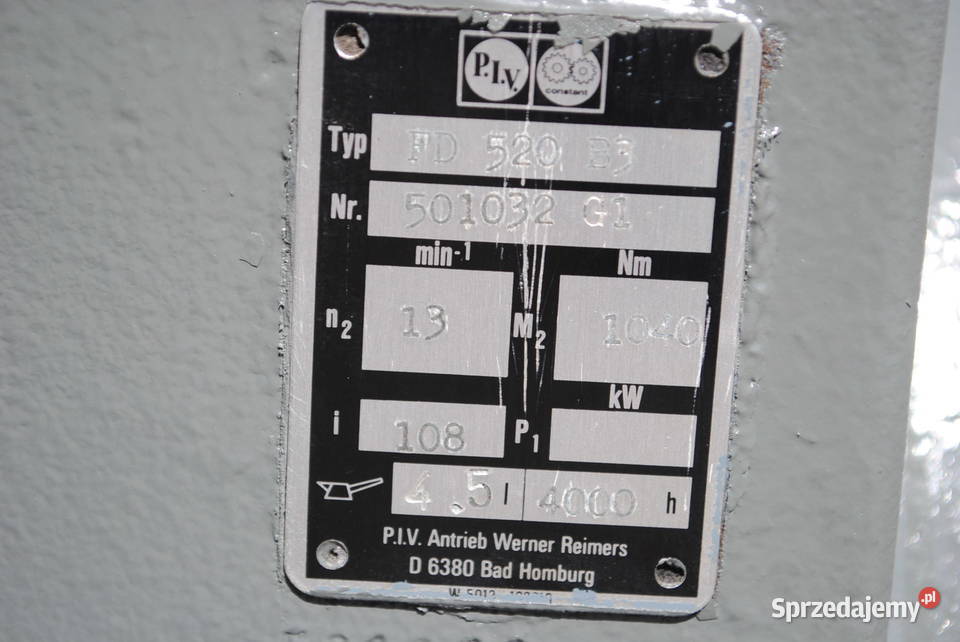 P.I.V.
constant
Typ FD 520 B3
Nr. 501032 G1
min-1 Nm
n2 13 M2 1040
kW
i 108 P1
4.5 l 4000 h
P.I.V. Antrieb Werner Reimers
D 6380 Bad Homburg
Sprzedajemy.pl